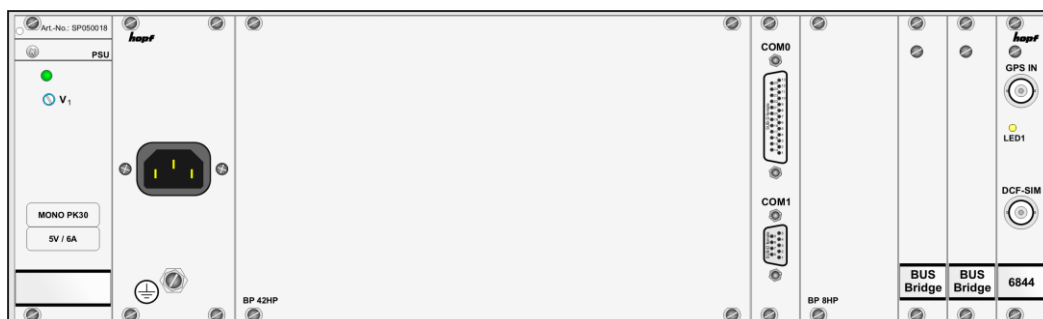 Art.-No.: SP050018
PSU
V1
MONO PK30
5V / 6A
hopf
BP 42HP
COM0
COM1
BP 8HP
BUS
Bridge
BUS
Bridge
hopf
GPS IN
LED1
DCF-SIM
6844